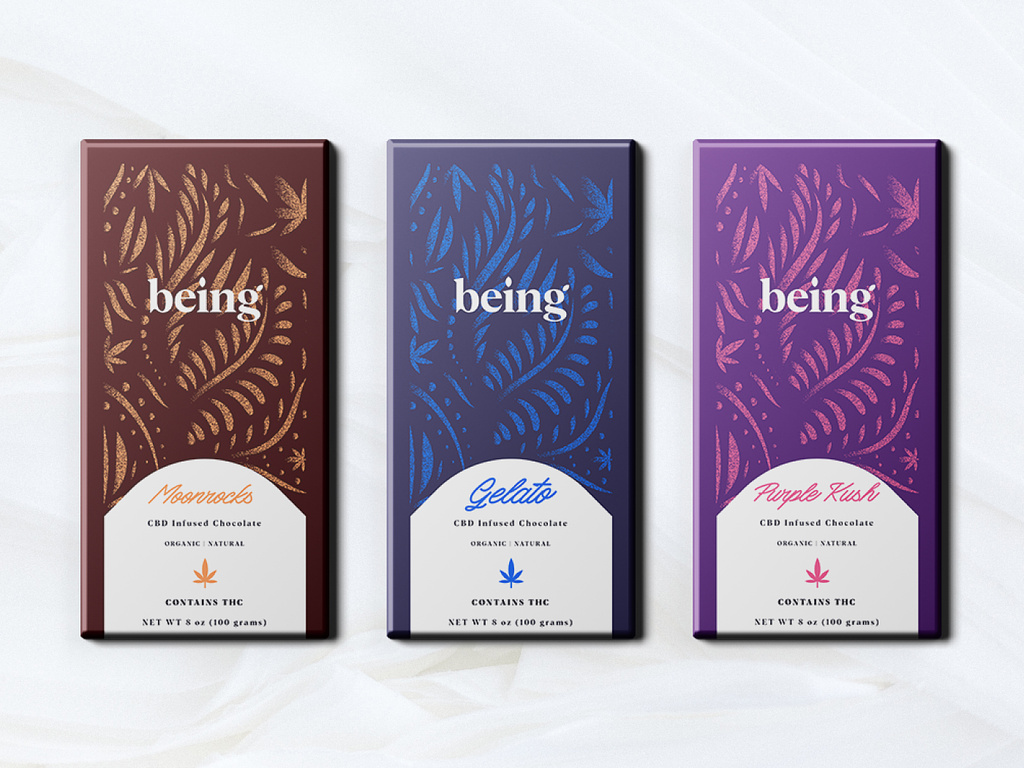 being
Moonrocks
CBD Infused Chocolate
ORGANIC | NATURAL
CONTAINS THC
NET WT 8 oz (100 grams)
being
Gelato
CBD Infused Chocolate
ORGANIC | NATURAL
CONTAINS THC
NET WT 8 oz (100 grams)
being
Purple Kush
CBD Infused Chocolate
ORGANIC | NATURAL
CONTAINS THC
NET WT 8 oz (100 grams)